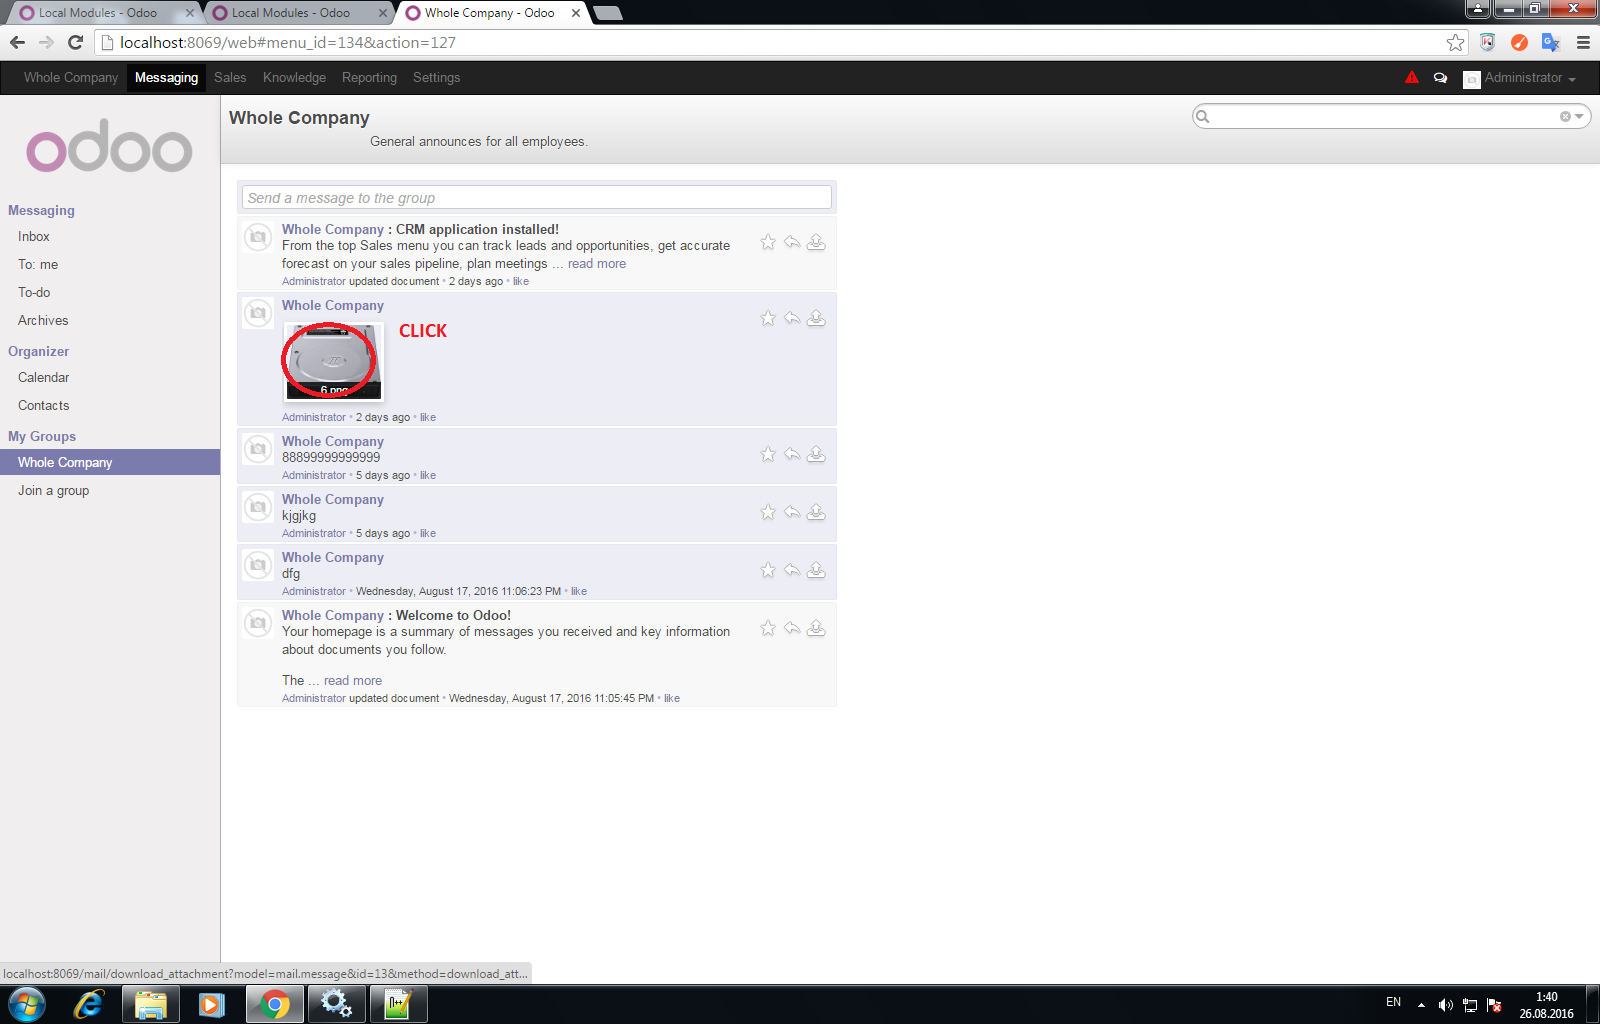 Local Modules - Odoo
Local Modules - Odoo
Whole Company - Odoo
localhost:8069/web#menu_id=134&action=127
Whole Company
Messaging
Sales
Knowledge
Reporting
Settings
Administrator
odoo
Whole Company
General announces for all employees.
Messaging
Inbox
To: me
To-do
Archives
Organizer
Calendar
Contacts
My Groups
Whole Company
Join a group
Send a message to the group
Whole Company : CRM application installed!
From the top Sales menu you can track leads and opportunities, get accurate
forecast on your sales pipeline, plan meetings ... read more
Administrator updated document • 2 days ago • like
Whole Company
CLICK
6.png
Administrator • 2 days ago • like
Whole Company
88899999999999
Administrator • 5 days ago • like
Whole Company
kjgjkg
Administrator • 5 days ago • like
Whole Company
dfg
Administrator • Wednesday, August 17, 2016 11:06:23 PM • like
Whole Company : Welcome to Odoo!
Your homepage is a summary of messages you received and key information
about documents you follow.
The ... read more
Administrator updated document • Wednesday, August 17, 2016 11:05:45 PM • like
localhost:8069/mail/download_attachment?model=mail.message&id=13&method=download_att...
EN
1:40
26.08.2016